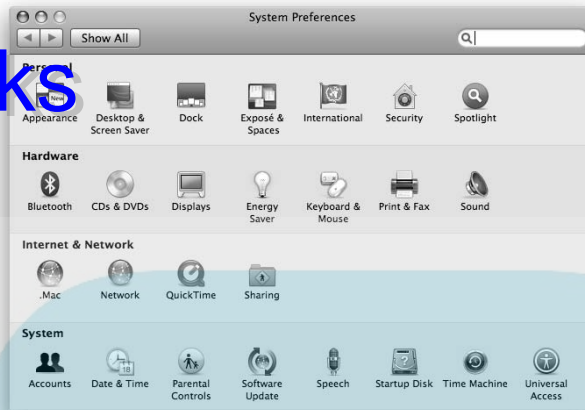 System Preferences
Show All
Personal
ks
New
Appearance Desktop & Screen Saver Dock Exposé & Spaces International Security Spotlight
Hardware
Bluetooth CDs & DVDs Displays Energy Saver Keyboard & Mouse Print & Fax Sound
Internet & Network
.Mac Network QuickTime Sharing
System
18
Accounts Date & Time Parental Controls Software Update Speech Startup Disk Time Machine Universal Access